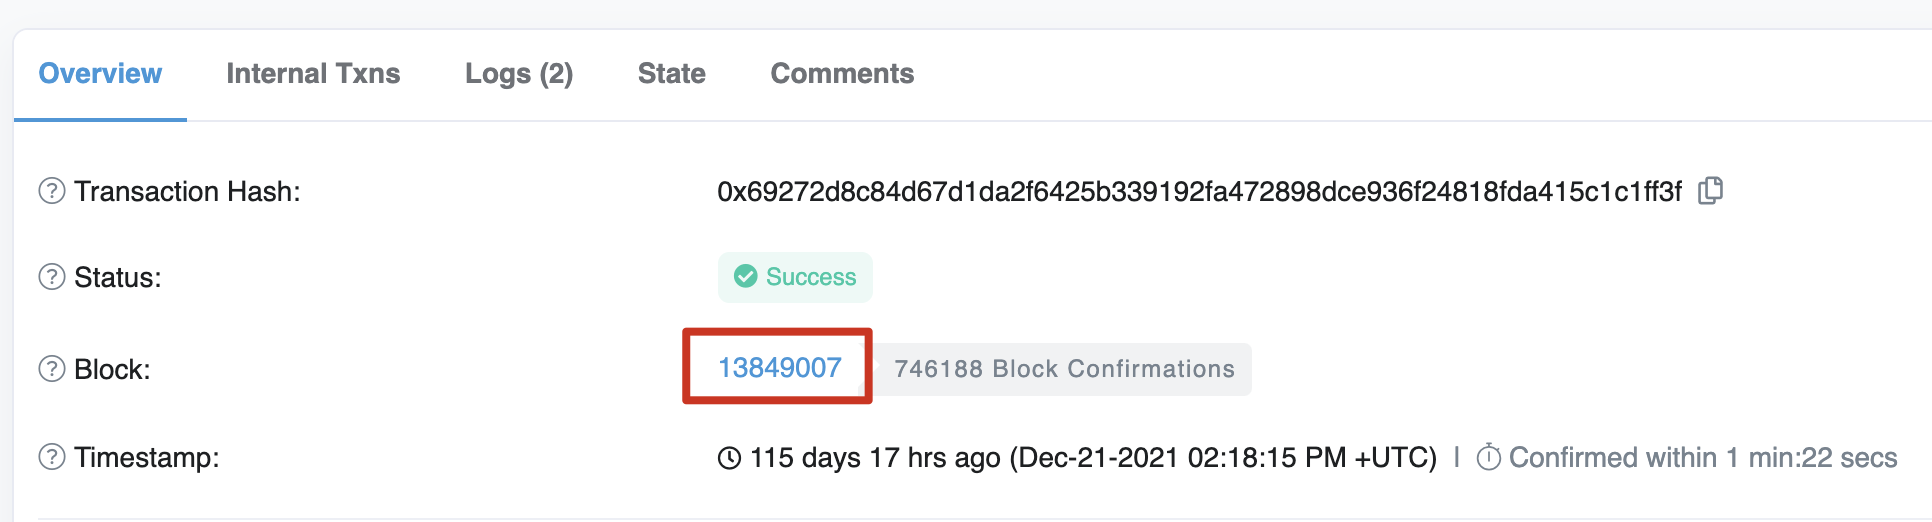 Overview Internal Txns Logs (2) State Comments
Transaction Hash: 0x69272d8c84d67d1da2f6425b339192fa472898dce936f24818fda415c1c1ff3f
Status: Success
Block: 13849007 746188 Block Confirmations
Timestamp: 115 days 17 hrs ago (Dec-21-2021 02:18:15 PM +UTC) | Confirmed within 1 min:22 secs